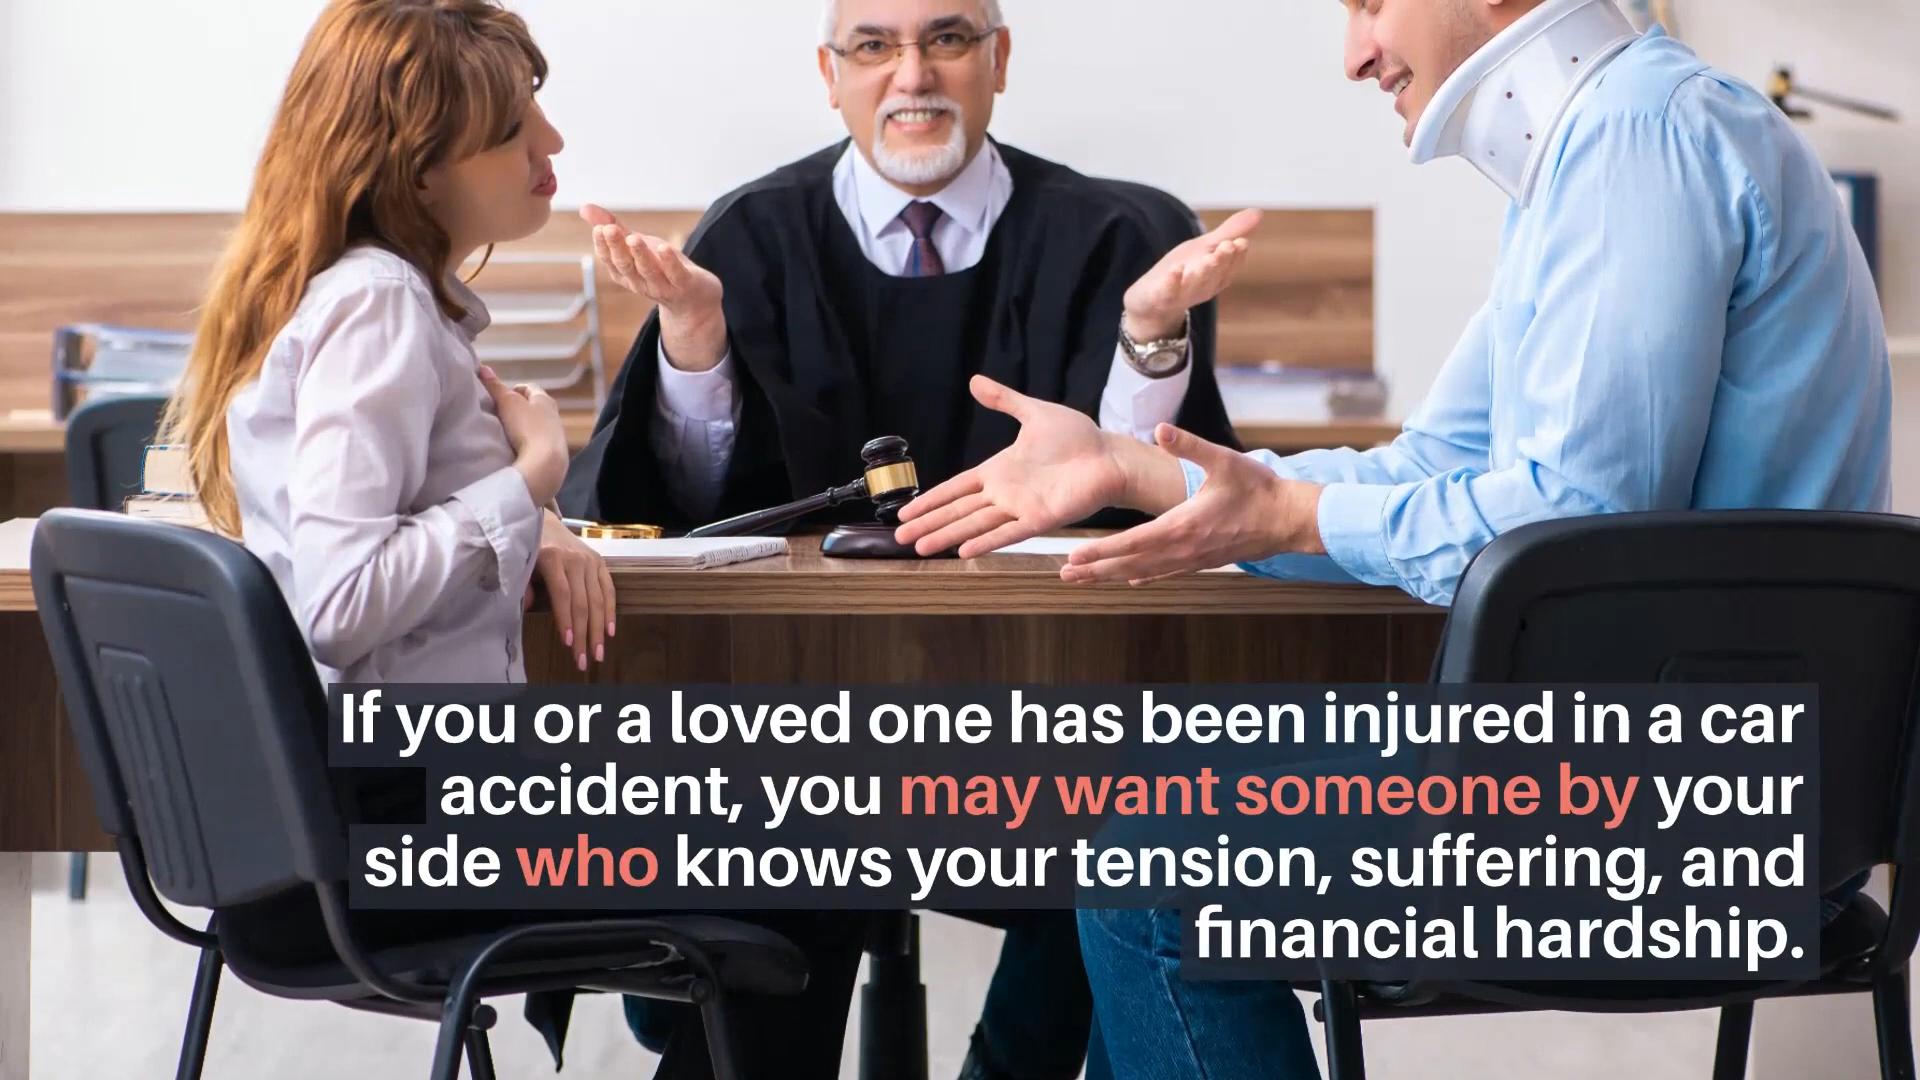 If you or a loved one has been injured in a car
accident, you may want someone by your
side who knows your tension, suffering, and
financial hardship.